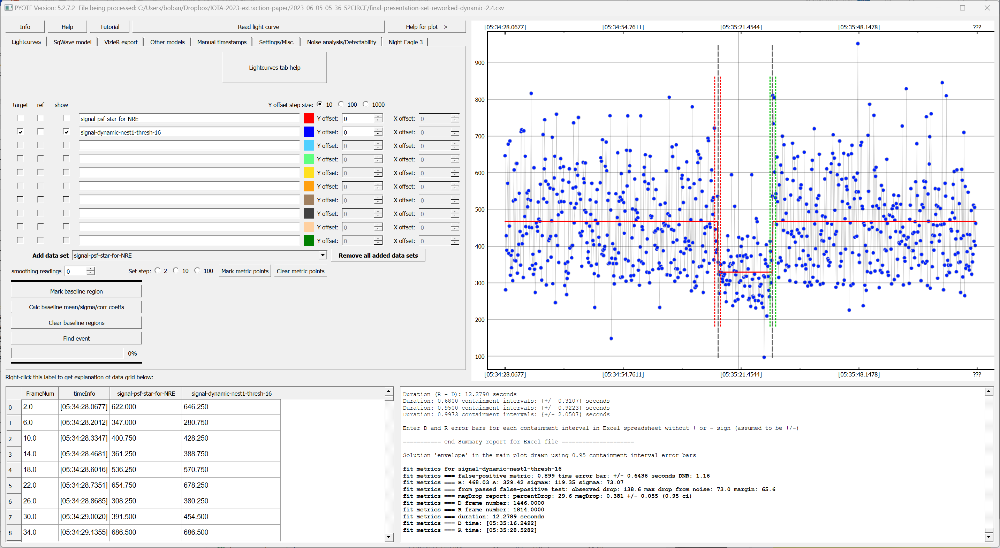 PYOTE Version: 5.2.7.2 File being processed: C:/Users/boban/Dropbox/IOTA-2023-extraction-paper/2023_06_05_05_36_52CIRCE/final-presentation-set-reworked-dynamic-2.4.csv
Info Help Tutorial Read light curve Help for plot -->
Lightcurves SqWave model VizieR export Other models Manual timestamps Settings/Misc. Noise analysis/Detectability Night Eagle 3
Lightcurves tab help
target ref show Y offset step size: 10 100 1000
signal-psf-star-for-NRE Y offset: 0 X offset: 0
signal-dynamic-nest1-thresh-16 Y offset: 0 X offset: 0
Y offset: 0 X offset: 0
Y offset: 0 X offset: 0
Y offset: 0 X offset: 0
Y offset: 0 X offset: 0
Y offset: 0 X offset: 0
Y offset: 0 X offset: 0
Y offset: 0 X offset: 0
Y offset: 0 X offset: 0
Add data set signal-psf-star-for-NRE Remove all added data sets
smoothing readings 0 Set step: 2 10 100 Mark metric points Clear metric points
Mark baseline region
Calc baseline mean/sigma/corr coeffs
Clear baseline regions
Find event
0%
[05:34:28.0677] [05:34:54.7611] [05:35:21.4544] [05:35:48.1478] ???
900
800
700
600
500
400
300
200
100
[05:34:28.0677] [05:34:54.7611] [05:35:21.4544] [05:35:48.1478] ???
Right-click this label to get explanation of data grid below:
FrameNum timeInfo signal-psf-star-for-NRE signal-dynamic-nest1-thresh-16
0 2.0 [05:34:28.0677] 622.000 646.250
1 6.0 [05:34:28.2012] 347.000 280.750
2 10.0 [05:34:28.3347] 400.750 428.250
3 14.0 [05:34:28.4681] 361.250 388.750
4 18.0 [05:34:28.6016] 536.250 570.750
5 22.0 [05:34:28.7351] 654.750 678.250
6 26.0 [05:34:28.8685] 308.250 380.250
7 30.0 [05:34:29.0020] 391.500 454.500
8 34.0 [05:34:29.1355] 686.500 686.500
Duration (R - D): 12.2790 seconds
Duration: 0.6800 containment intervals: {+/- 0.3107} seconds
Duration: 0.9500 containment intervals: {+/- 0.9223} seconds
Duration: 0.9973 containment intervals: {+/- 2.0507} seconds
Enter D and R error bars for each containment interval in Excel spreadsheet without + or - sign (assumed to be +/-)
=========== end Summary report for Excel file =====================
Solution 'envelope' in the main plot drawn using 0.95 containment interval error bars
fit metrics for signal-dynamic-nest1-thresh-16
fit metrics === false-positive metric: 0.899 time error bar: +/- 0.6436 seconds DNR: 1.16
fit metrics === B: 468.03 A: 329.42 sigmaB: 119.35 sigmaA: 73.07
fit metrics === from passed false-positive test: observed drop: 138.6 max drop from noise: 73.0 margin: 65.6
fit metrics === magDrop report: percentDrop: 29.6 magDrop: 0.381 +/- 0.055 (0.95 ci)
fit metrics === D frame number: 1446.0000
fit metrics === R frame number: 1814.0000
fit metrics === duration: 12.2789 seconds
fit metrics === D time: [05:35:16.2492]
fit metrics === R time: [05:35:28.5282]